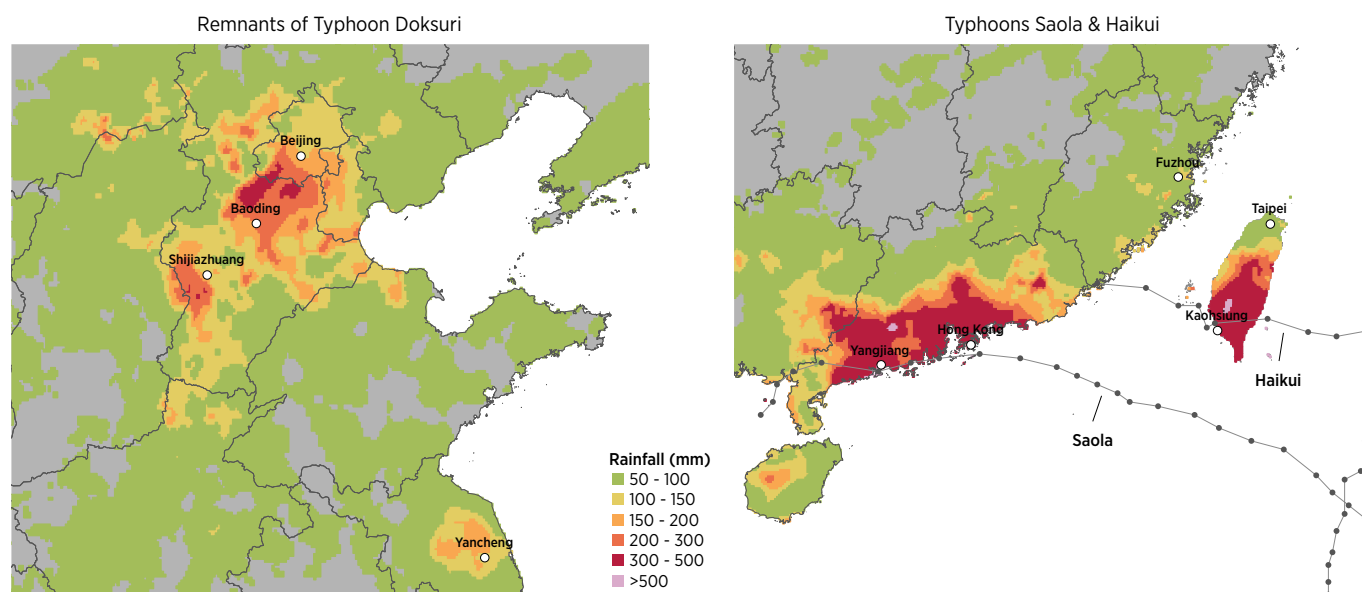 Remnants of Typhoon Doksuri
Beijing
Baoding
Shijiazhuang
Yancheng
Rainfall (mm)
50 - 100
100 - 150
150 - 200
200 - 300
300 - 500
>500
Typhoons Saola & Haikui
Fuzhou
Taipei
Kaohsiung
Hong Kong
Yangjiang
Haikui
Saola